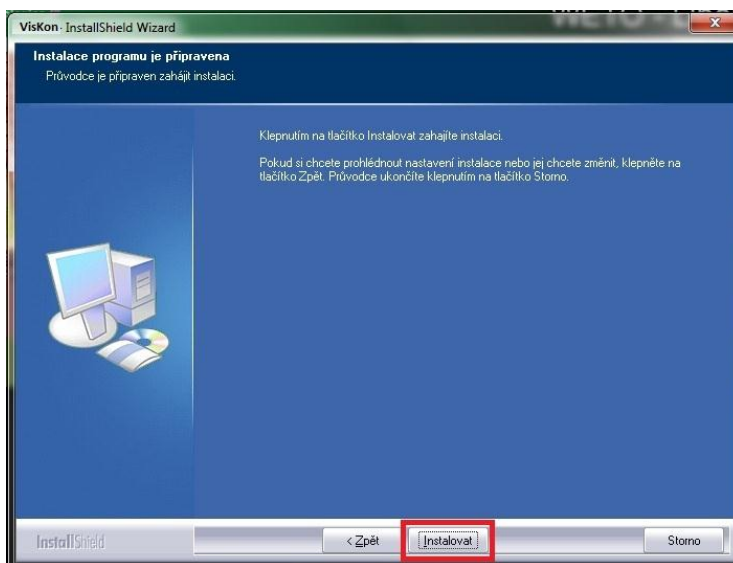 VisKon - InstallShield Wizard
Instalace programu je připravena
Průvodce je připraven zahájit instalaci.
Klepnutím na tlačítko Instalovat zahajíte instalaci.
Pokud si chcete prohlédnout nastavení instalace nebo jej chcete změnit, klepněte na
tlačítko Zpět. Průvodce ukončíte klepnutím na tlačítko Storno.
InstallShield
< Zpět
Instalovat
Storno